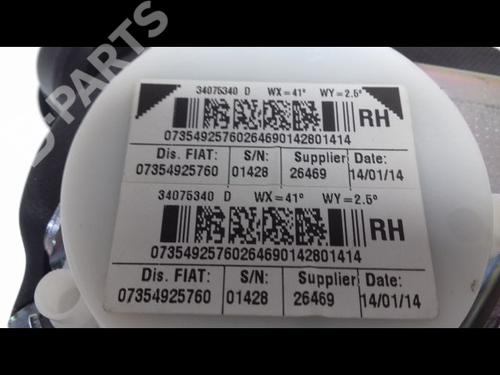 B-PARTS
34075340 D WX=41° WY=2.5°
RH
07354925760264690142801414
Dis. FIAT: S/N: Supplier Date:
07354925760 01428 26469 14/01/14
34075340 D WX=41° WY=2.5°
RH
07354925760264690142801414
Dis. FIAT: S/N: Supplier Date:
07354925760 01428 26469 14/01/14